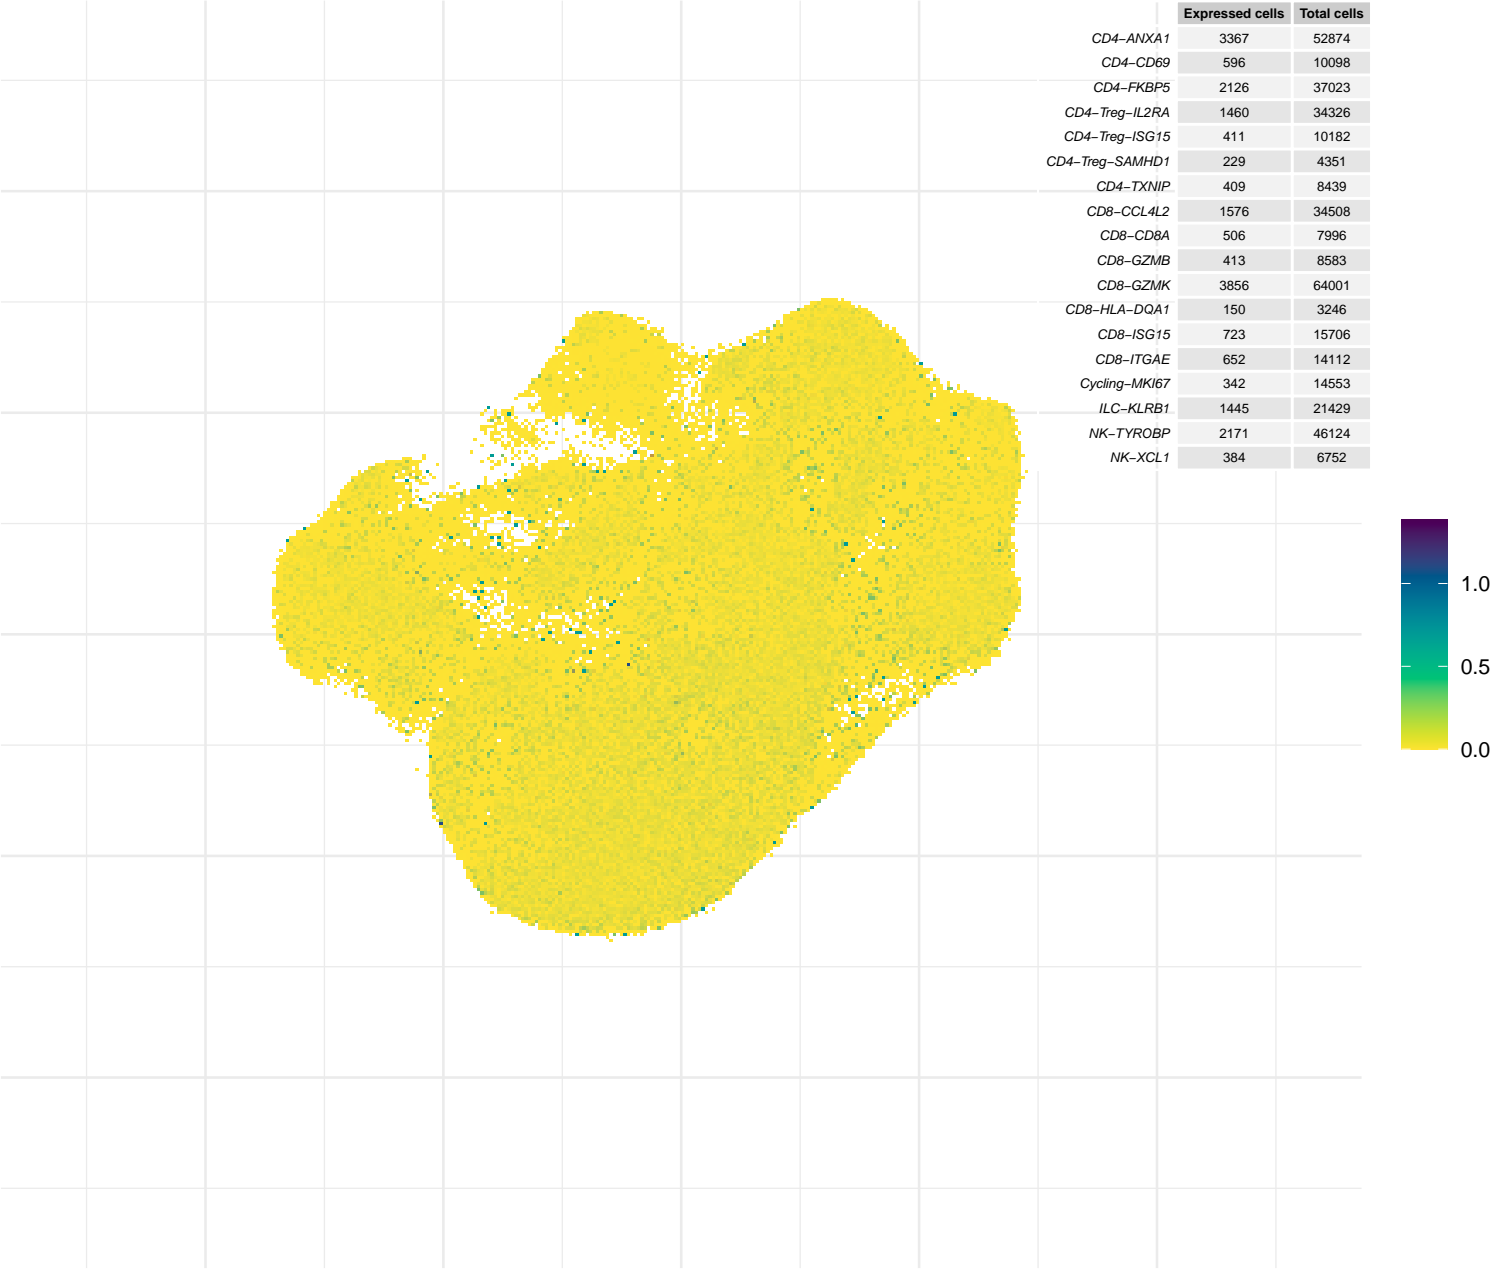 Expressed cells Total cells
CD4−ANXA1 3367 52874
CD4−CD69 596 10098
CD4−FKBP5 2126 37023
CD4−Treg−IL2RA 1460 34326
CD4−Treg−ISG15 411 10182
CD4−Treg−SAMHD1 229 4351
CD4−TXNIP 409 8439
CD8−CCL4L2 1576 34508
CD8−CD8A 506 7996
CD8−GZMB 413 8583
CD8−GZMK 3856 64001
CD8−HLA−DQA1 150 3246
CD8−ISG15 723 15706
CD8−ITGAE 652 14112
Cycling−MKI67 342 14553
ILC−KLRB1 1445 21429
NK−TYROBP 2171 46124
NK−XCL1 384 6752
1.0
0.5
0.0